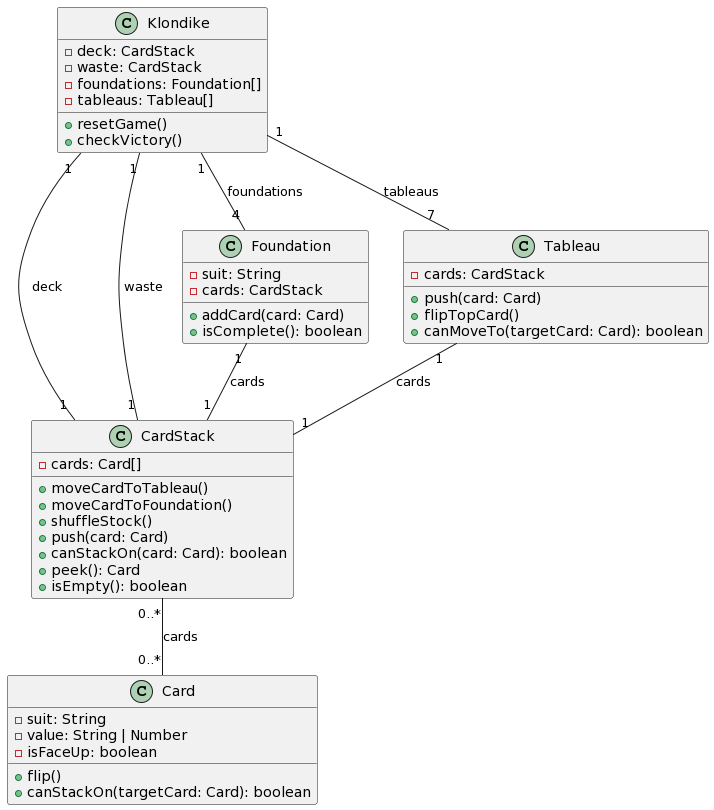 C Klondike
deck: CardStack
waste: CardStack
foundations: Foundation[]
tableaus: Tableau[]
resetGame()
checkVictory()
1 1 1 1
foundations tableaus
4 7
C Foundation
suit: String
cards: CardStack
addCard(card: Card)
isComplete(): boolean
C Tableau
cards: CardStack
push(card: Card)
flipTopCard()
canMoveTo(targetCard: Card): boolean
deck waste
1 1
cards cards
1 1 1 1
C CardStack
cards: Card[]
moveCardToTableau()
moveCardToFoundation()
shuffleStock()
push(card: Card)
canStackOn(card: Card): boolean
peek(): Card
isEmpty(): boolean
0..*
cards
0..*
C Card
suit: String
value: String | Number
isFaceUp: boolean
flip()
canStackOn(targetCard: Card): boolean